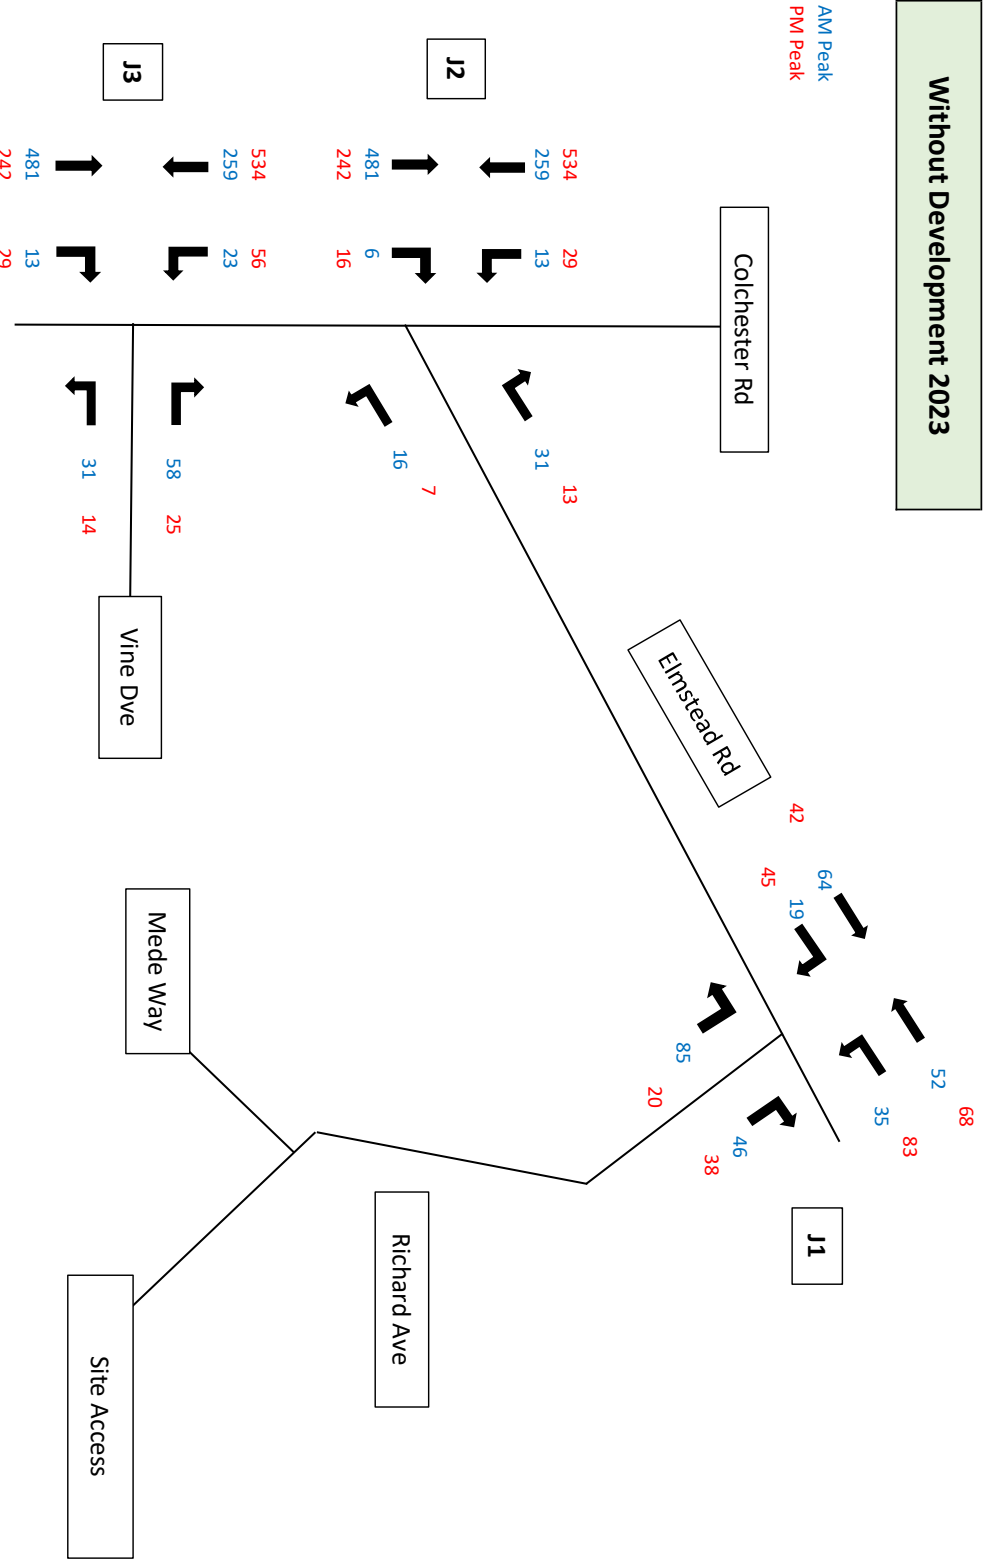 Without Development 2023
AM Peak
PM Peak
68
52
83
35
64
42
19
45
J1
Colchester Rd
46
38
Elmstead Rd
85
20
534 29
259 13
13
31
J2
7
16
481 6
242 16
Richard Ave
534 56
259 23
58 25
J3
Vine Dve
Mede Way
31 14
Site Access
481 13
242 29